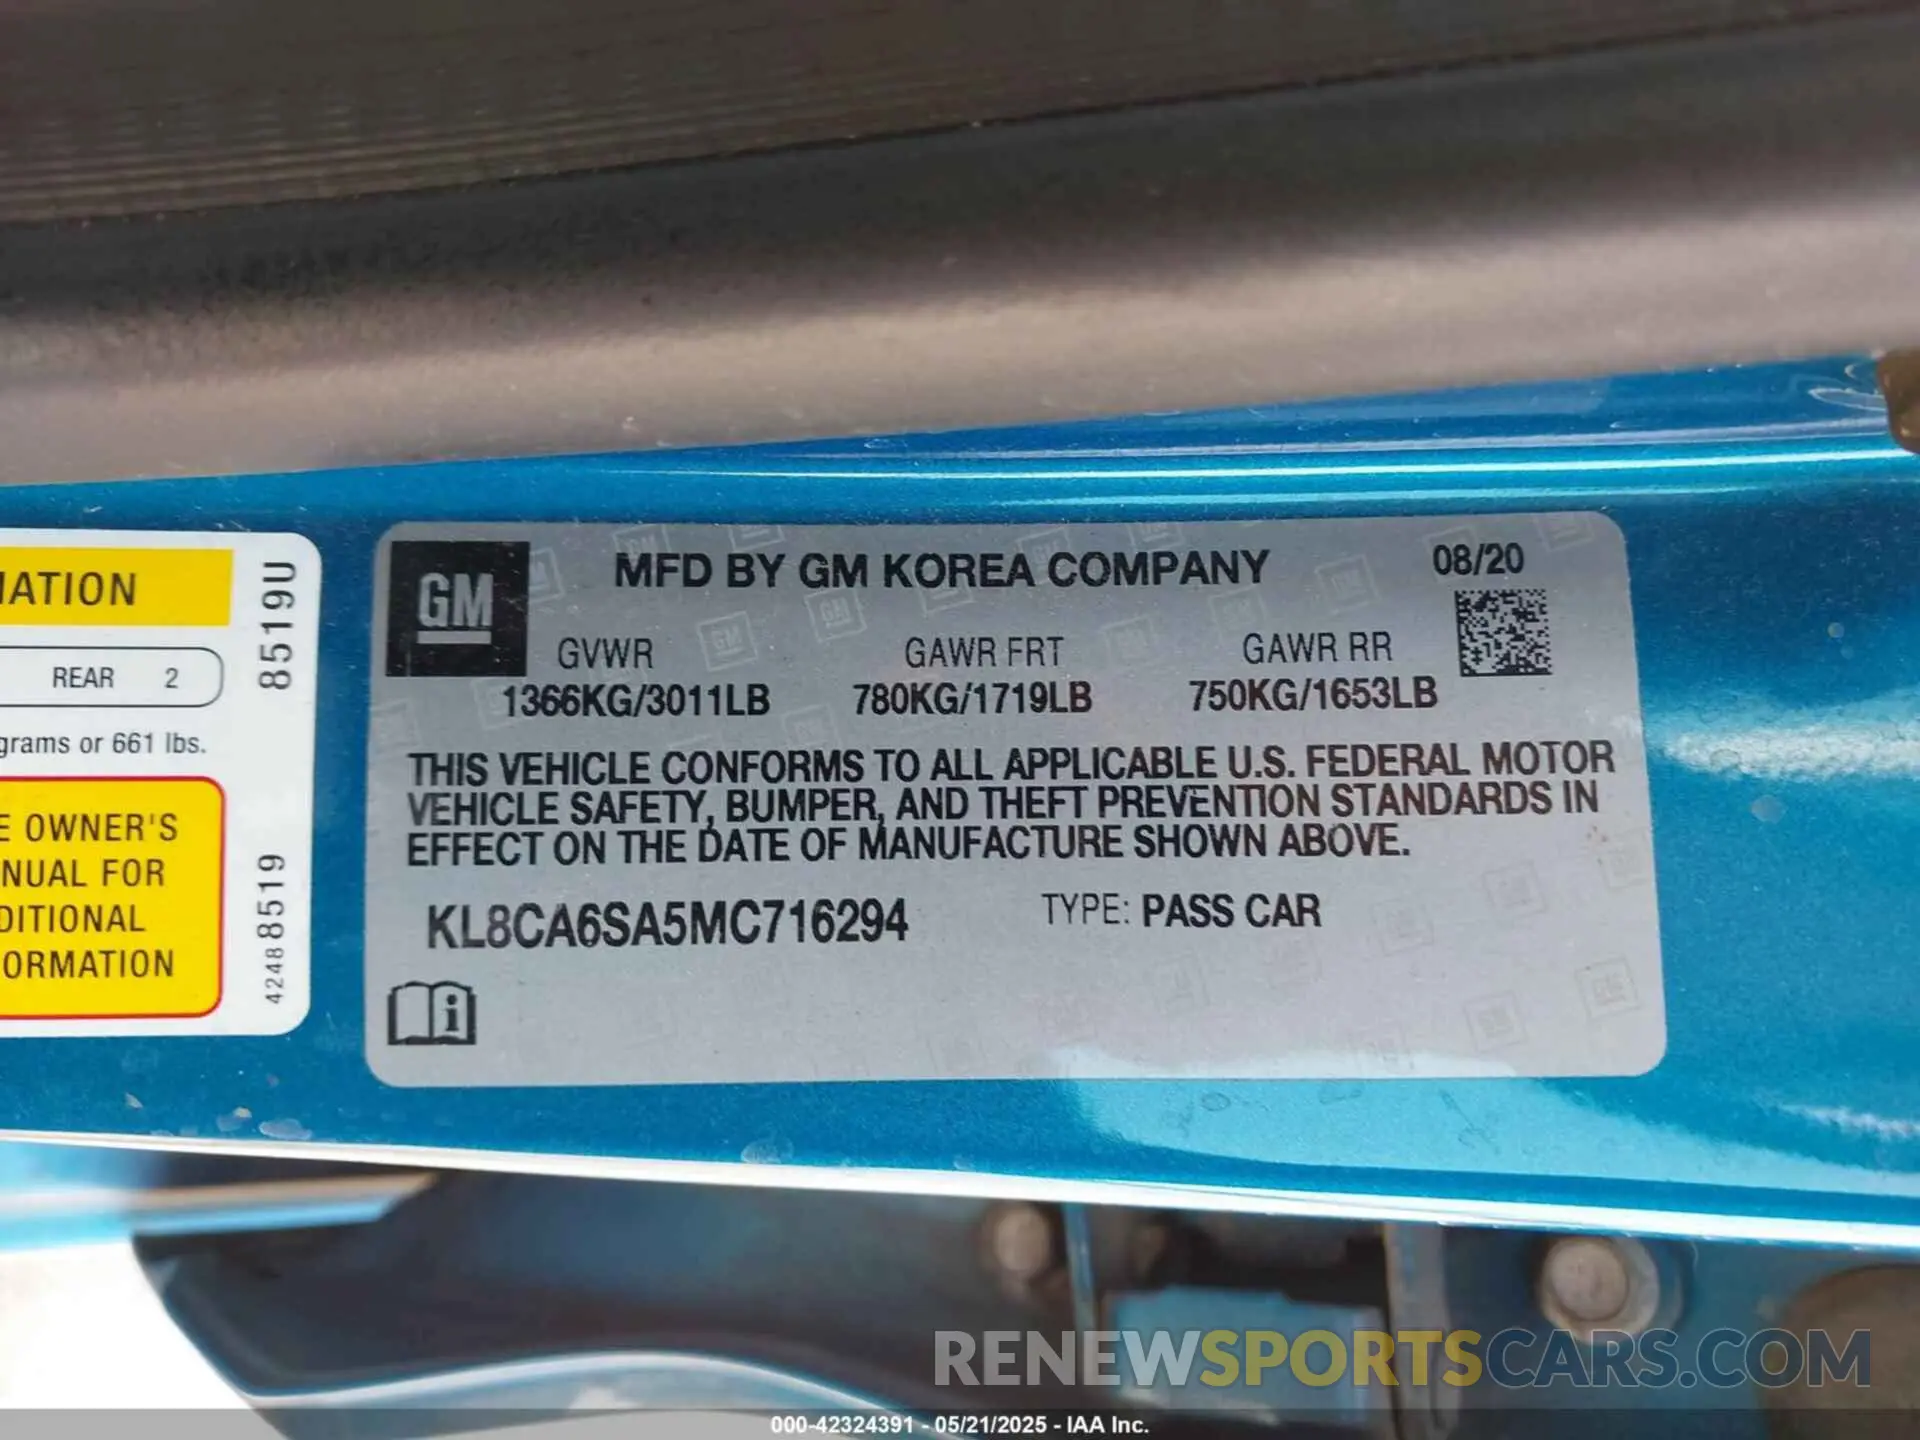 IATION
REAR 2
grams or 661 lbs.
E OWNER'S
NUAL FOR
DITIONAL
ORMATION
8519U
42488519
GM
MFD BY GM KOREA COMPANY
08/20
GVWR GAWR FRT GAWR RR
1366KG/3011LB 780KG/1719LB 750KG/1653LB
THIS VEHICLE CONFORMS TO ALL APPLICABLE U.S. FEDERAL MOTOR
VEHICLE SAFETY, BUMPER, AND THEFT PREVENTION STANDARDS IN
EFFECT ON THE DATE OF MANUFACTURE SHOWN ABOVE.
KL8CA6SA5MC716294 TYPE: PASS CAR
i
RENEWSPORTSCARS.COM
000-42324391 - 05/21/2025 - IAA Inc.